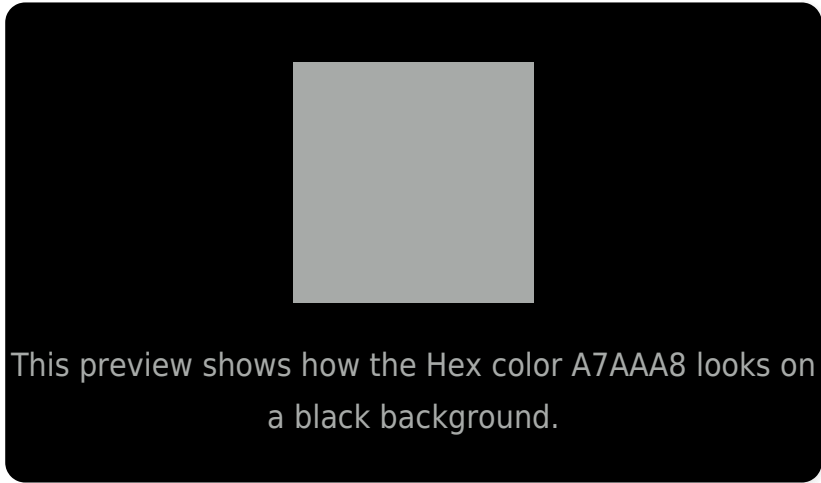 This preview shows how the Hex color A7AAA8 looks on
a black background.